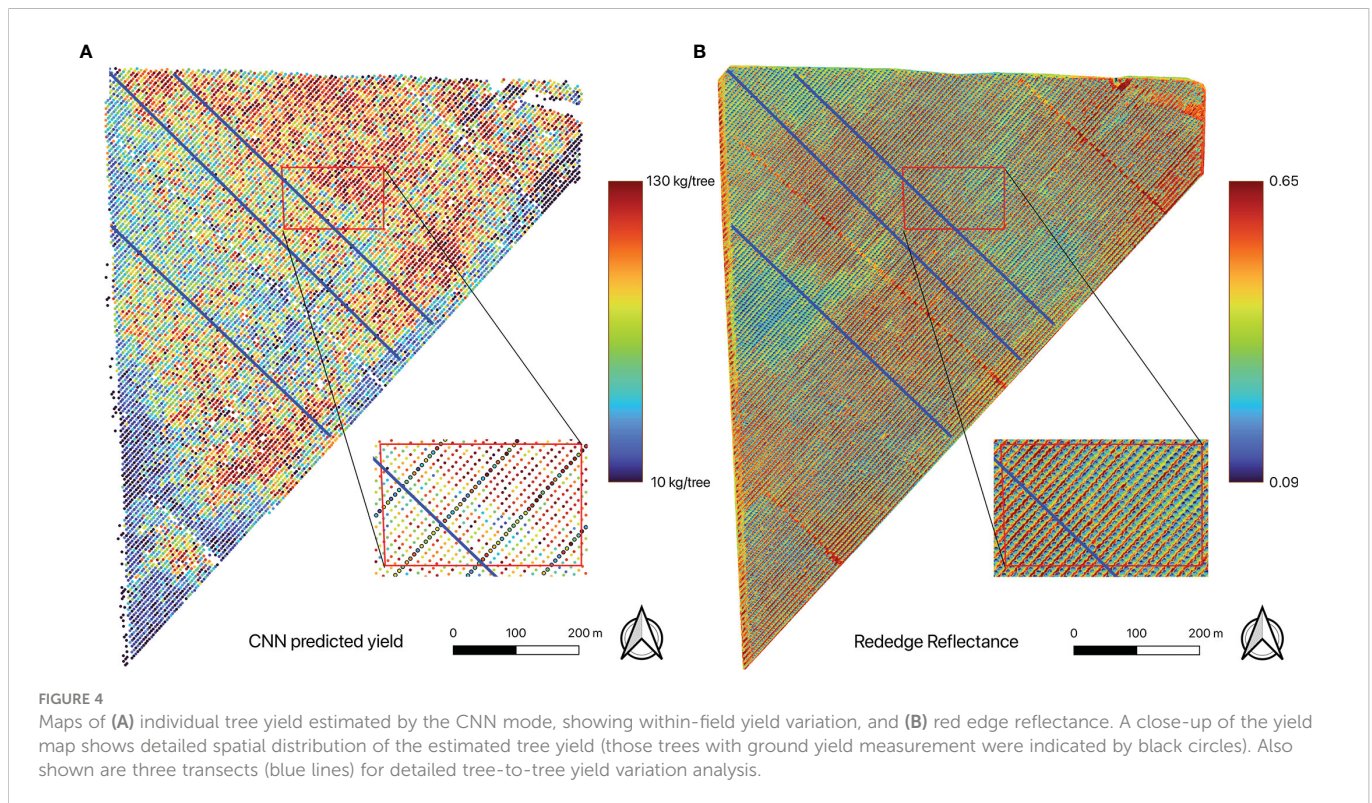 A
B
130 kg/tree
10 kg/tree
0.65
0.09
CNN predicted yield
0 100 200 m
Rededge Reflectance
0 100 200 m
FIGURE 4
Maps of (A) individual tree yield estimated by the CNN mode, showing within-field yield variation, and (B) red edge reflectance. A close-up of the yield
map shows detailed spatial distribution of the estimated tree yield (those trees with ground yield measurement were indicated by black circles). Also
shown are three transects (blue lines) for detailed tree-to-tree yield variation analysis.